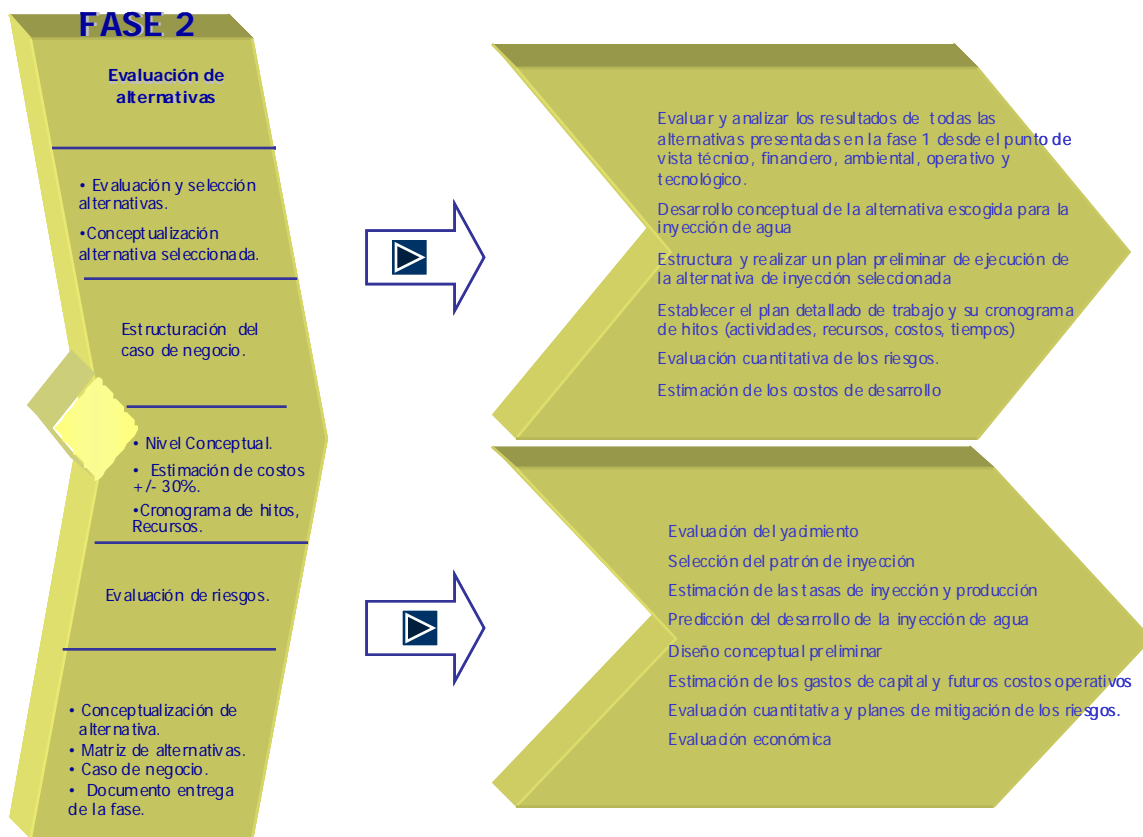 FASE 2
Evaluación de
alternativas
• Evaluación y selección
alternativas.
•Conceptualización
alternativa seleccionada.
Estructuración del
caso de negocio.
• Nivel Conceptual.
• Estimación de costos
+/- 30%.
•Cronograma de hitos,
Recursos.
Evaluación de riesgos.
• Conceptualización de
alternativa.
• Matriz de alternativas.
• Caso de negocio.
• Documento entrega
de la fase.
Evaluar y analizar los resultados de todas las
alternativas presentadas en la fase 1 desde el punto de
vista técnico, financiero, ambiental, operativo y
tecnológico.
Desarrollo conceptual de la alternativa escogida para la
inyección de agua
Estructura y realizar un plan preliminar de ejecución de
la alternativa de inyección seleccionada
Establecer el plan detallado de trabajo y su cronograma
de hitos (actividades, recursos, costos, tiempos)
Evaluación cuantitativa de los riesgos.
Estimación de los costos de desarrollo
Evaluación del yacimiento
Selección del patrón de inyección
Estimación de las tasas de inyección y producción
Predicción del desarrollo de la inyección de agua
Diseño conceptual preliminar
Estimación de los gastos de capital y futuros costos operativos
Evaluación cuantitativa y planes de mitigación de los riesgos.
Evaluación económica